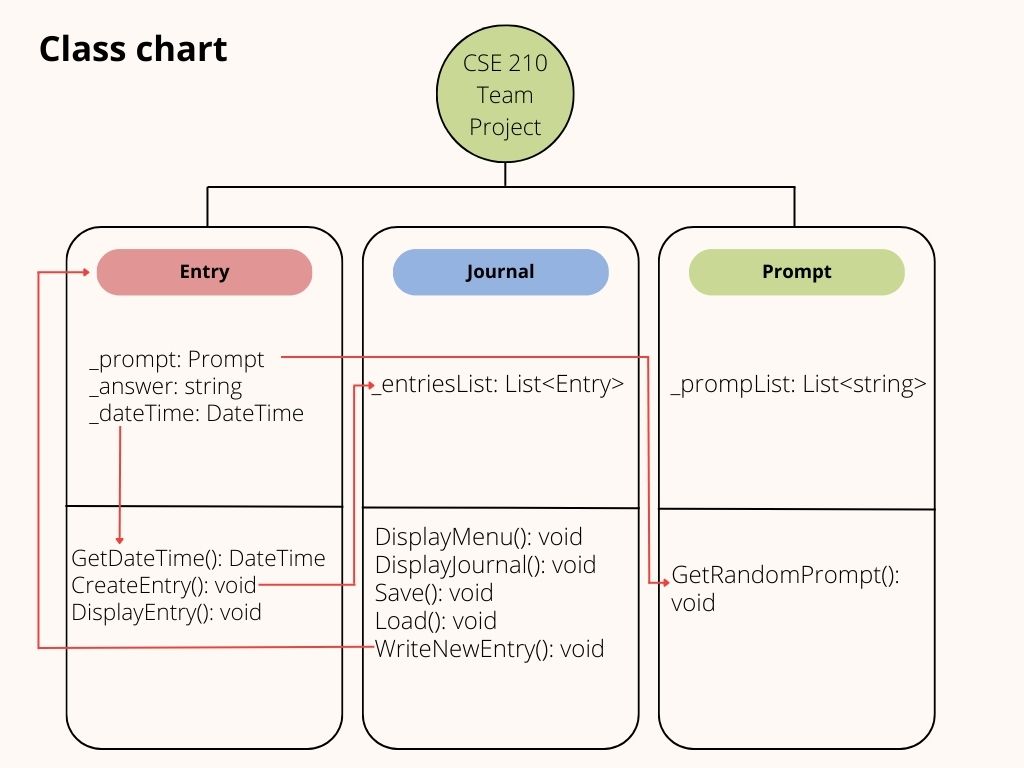 Class chart
CSE 210
Team
Project
Entry
_prompt: Prompt
_answer: string
_dateTime: DateTime
GetDateTime(): DateTime
CreateEntry(): void
DisplayEntry(): void
Journal
_entriesList: List<Entry>
DisplayMenu(): void
DisplayJournal(): void
Save(): void
Load(): void
WriteNewEntry(): void
Prompt
_prompList: List<string>
GetRandomPrompt():
void